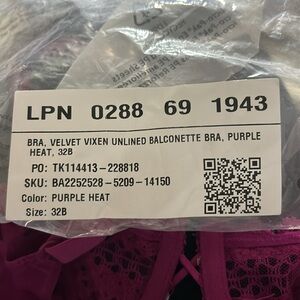 LPN 0288 69 1943
BRA, VELVET VIXEN UNLINED BALCONETTE BRA, PURPLE
HEAT, 32B
PO: TK114413-228818
SKU: BA2252528-5209-14150
Color: PURPLE HEAT
Size: 32B